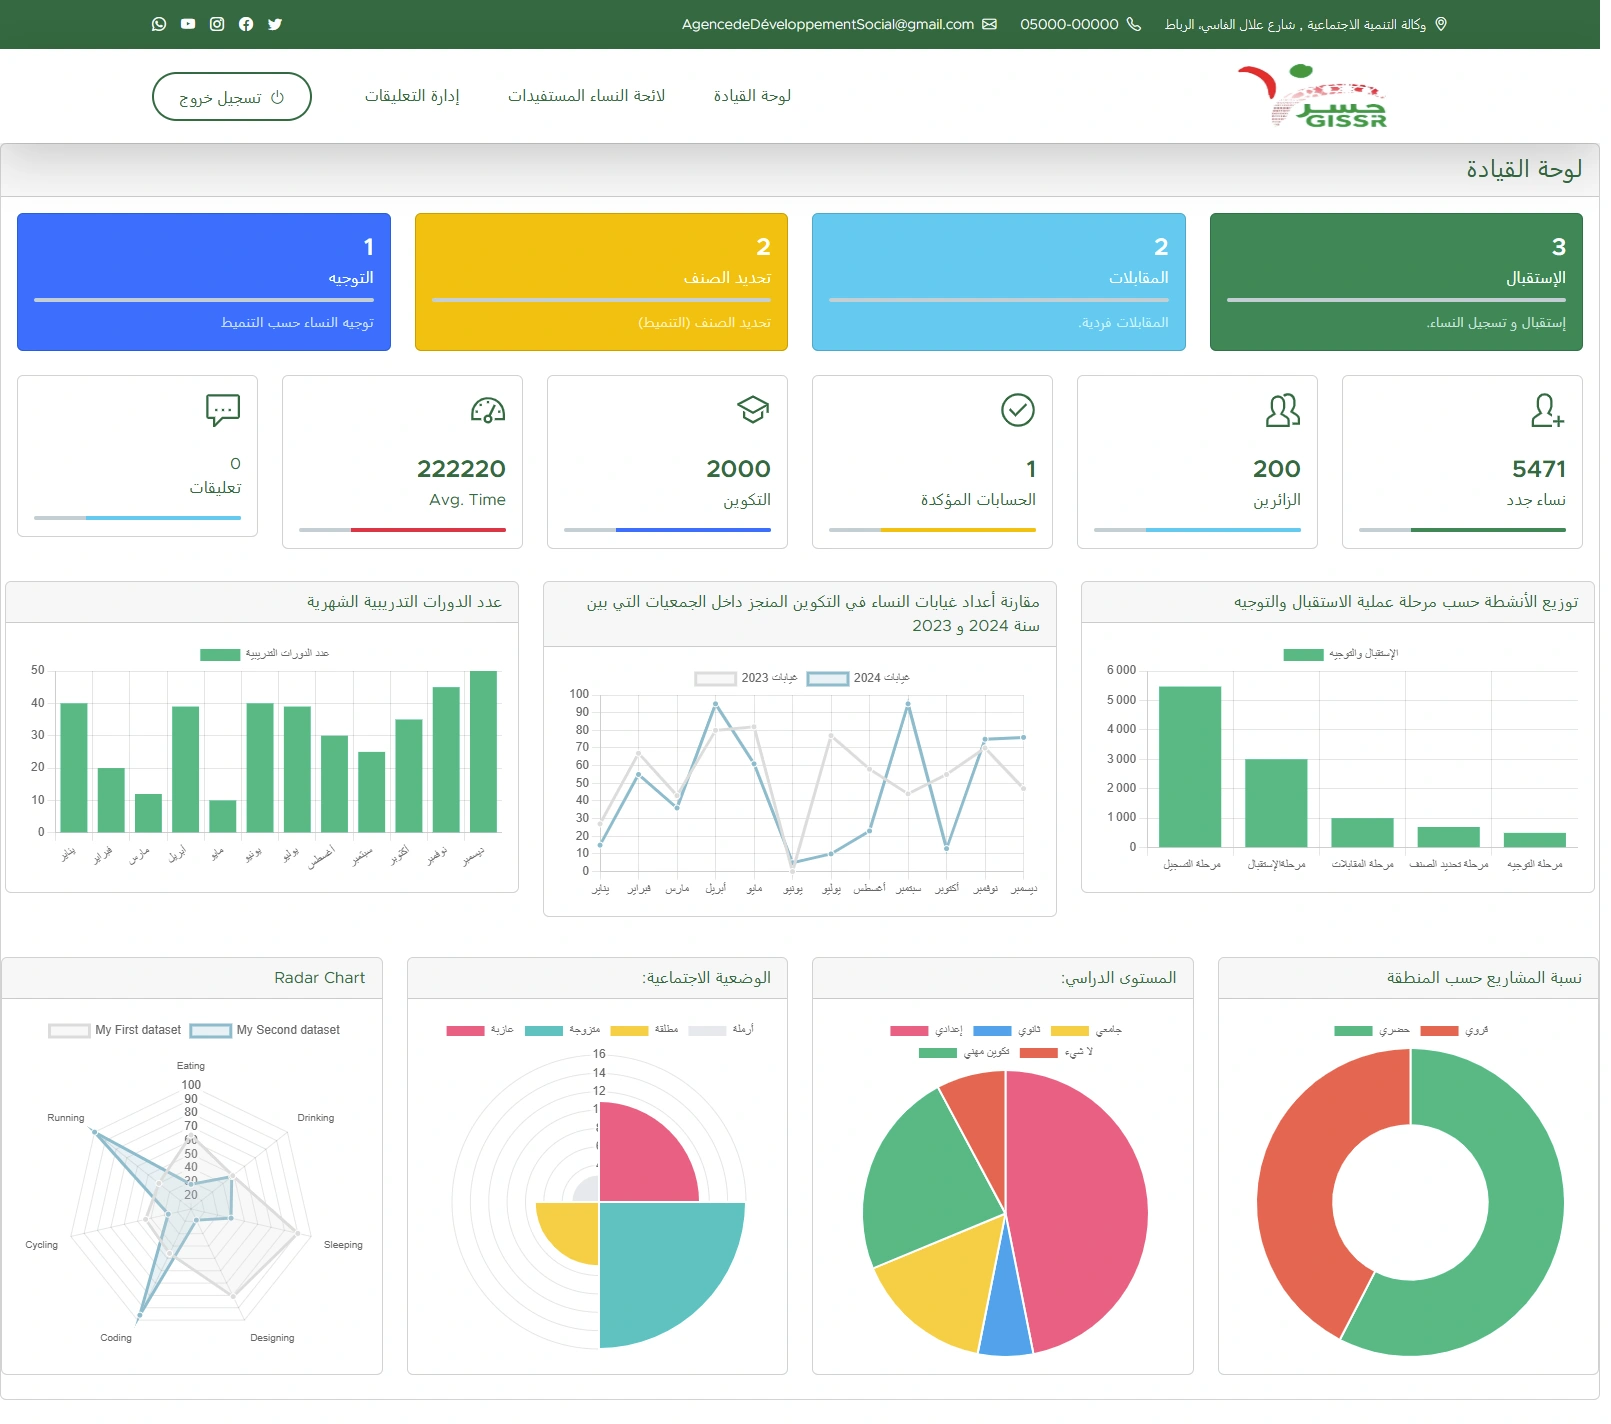 وكالة التنمية الاجتماعية , شارع علال الفاسي، الرباط
05000-00000
AgencedeDéveloppementSocial@gmail.com
جسر
GISSR
لوحة القيادة
لائحة النساء المستفيدات
إدارة التعليقات
تسجيل خروج
لوحة القيادة
3
الإستقبال
إستقبال و تسجيل النساء.
2
المقابلات
المقابلات فردية.
2
تحديد الصنف
تحديد الصنف (التنميط)
1
التوجيه
توجيه النساء حسب التنميط
5471
نساء جدد
200
الزائرين
1
الحسابات المؤكدة
2000
التكوين
222220
Avg. Time
0
تعليقات
توزيع الأنشطة حسب مرحلة عملية الاستقبال والتوجيه
الإستقبال والتوجيه
6 000
5 000
4 000
3 000
2 000
1 000
0
مرحلة التسجيل
مرحلةالإستقبال
مرحلة المقابلات
مرحلة تحديد الصنف
مرحلة التوجيه
مقارنة أعداد غيابات النساء في التكوين المنجز داخل الجمعيات التي بين
سنة 2024 و 2023
غيابات 2023
غيابات 2024
100
90
80
70
60
50
40
30
20
10
0
يناير
فبراير
مارس
أبريل
مايو
يونيو
يوليو
أغسطس
سبتمبر
أكتوبر
نوفمبر
ديسمبر
عدد الدورات التدريبية الشهرية
عدد الدورات التدريبية
50
40
30
20
10
0
يناير
فبراير
مارس
أبريل
مايو
يونيو
يوليو
أغسطس
سبتمبر
أكتوبر
نوفمبر
ديسمبر
نسبة المشاريع حسب المنطقة
حضري
قروي
المستوى الدراسي:
إعدادي
ثانوي
جامعي
تكوين مهني
لا شيء
الوضعية الاجتماعية:
عازبة
متزوجة
مطلقة
أرملة
16
14
12
Radar Chart
My First dataset
My Second dataset
Eating
Drinking
Sleeping
Designing
Coding
Cycling
Running
100
90
80
70
60
50
40
30
20